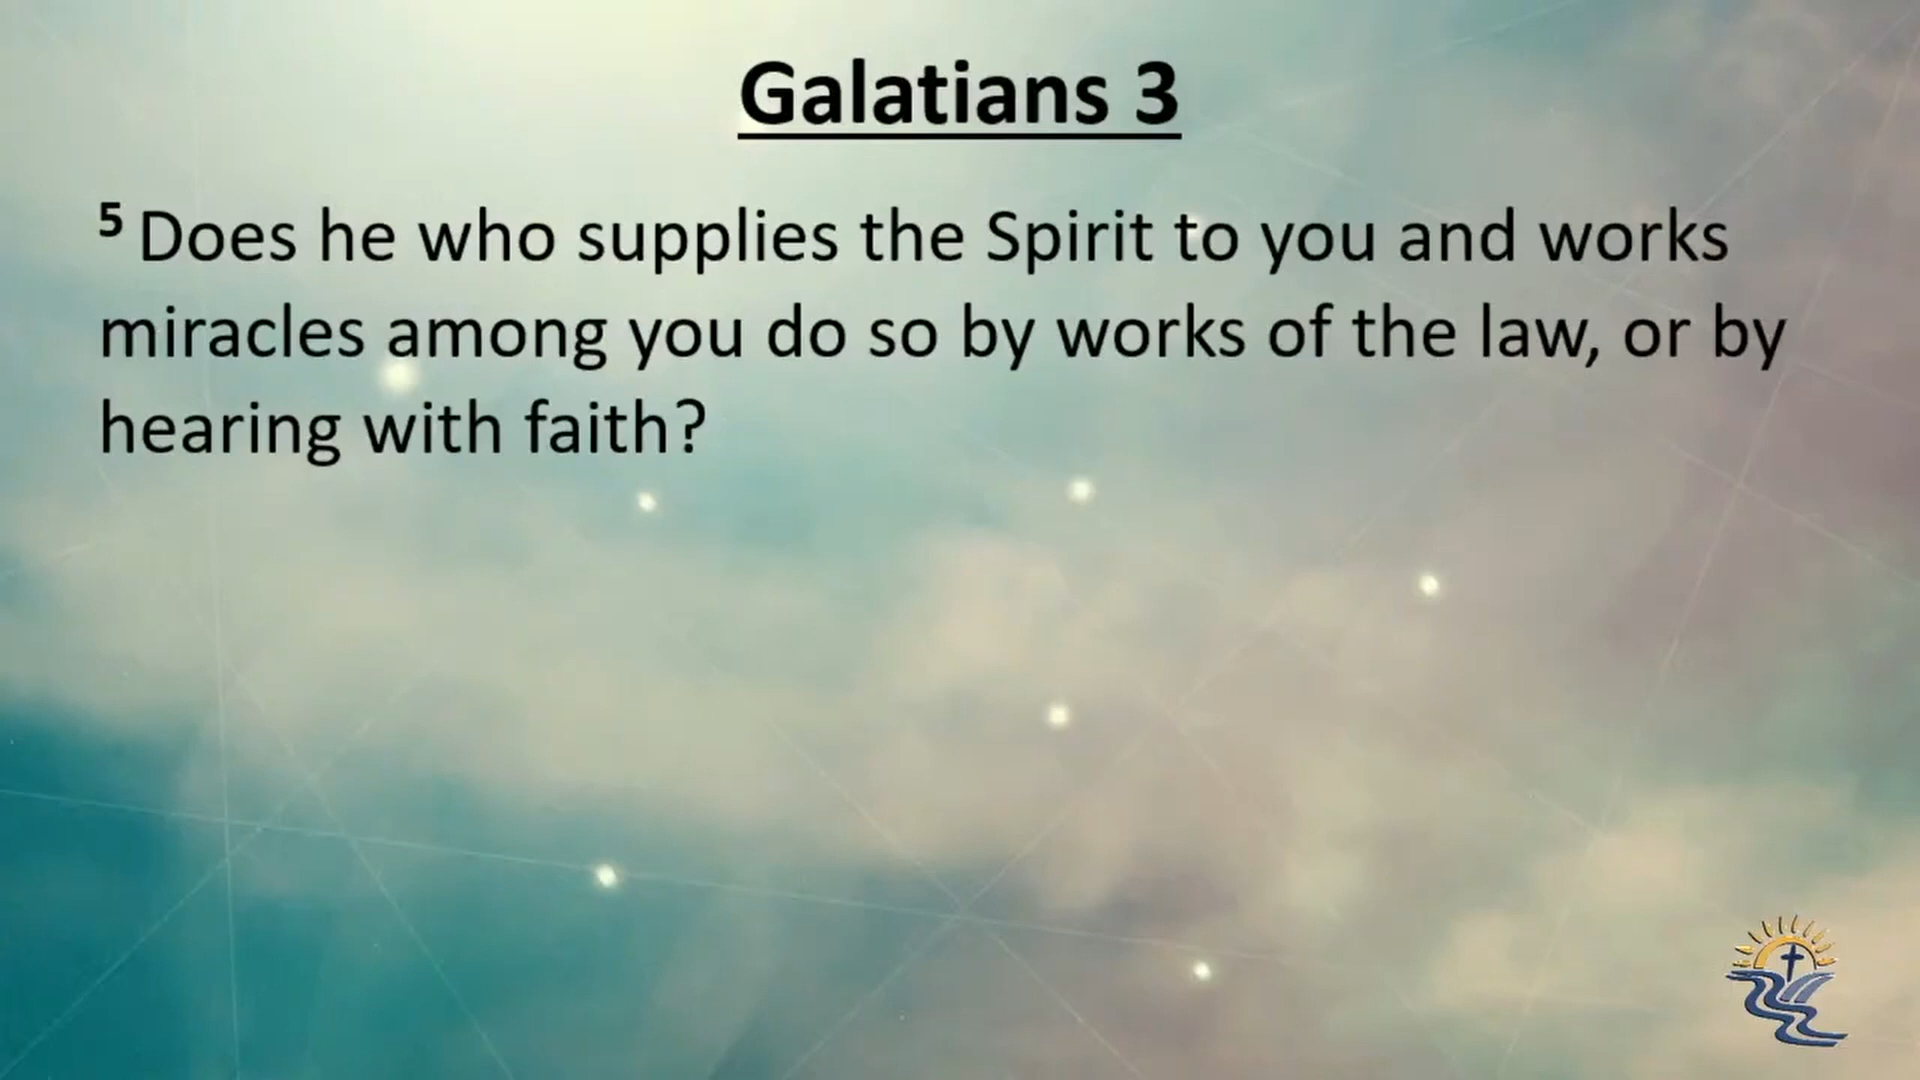 Galatians 3
5 Does he who supplies the Spirit to you and works
miracles among you do so by works of the law, or by
hearing with faith?